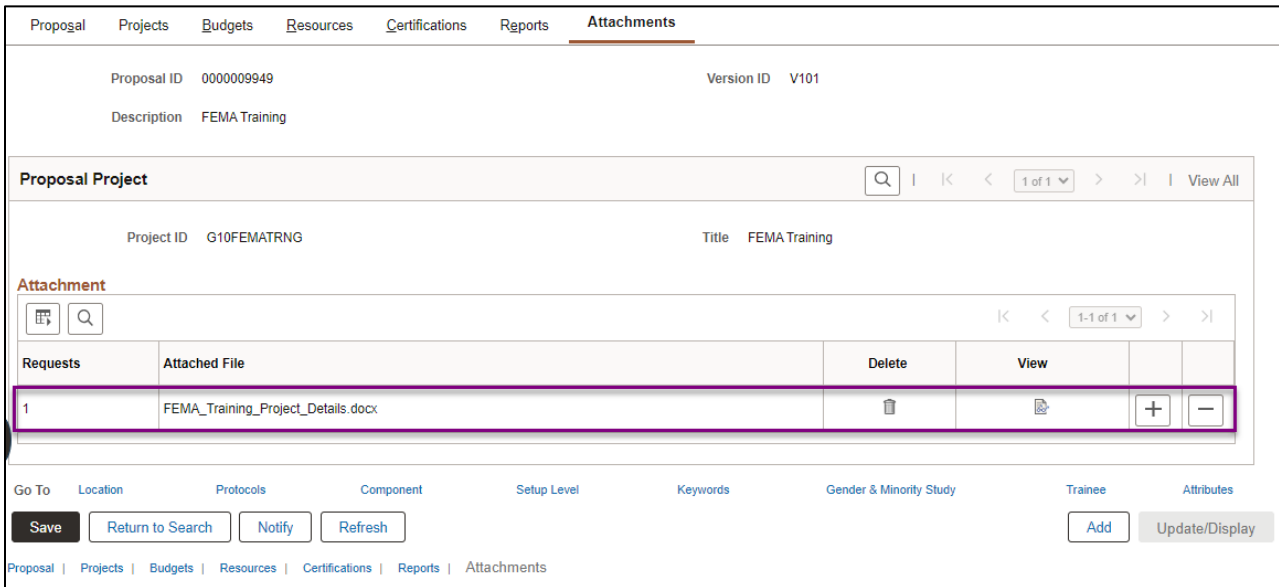 Proposal Projects Budgets Resources Certifications Reports Attachments
Proposal ID 0000009949 Version ID V101
Description FEMA Training
Proposal Project 1 of 1 View All
Project ID G10FEMATRNG Title FEMA Training
Attachment
1-1 of 1
Requests Attached File Delete View
1 FEMA_Training_Project_Details.docx
Go To Location Protocols Component Setup Level Keywords Gender & Minority Study Trainee Attributes
Save Return to Search Notify Refresh Add Update/Display
Proposal | Projects | Budgets | Resources | Certifications | Reports | Attachments